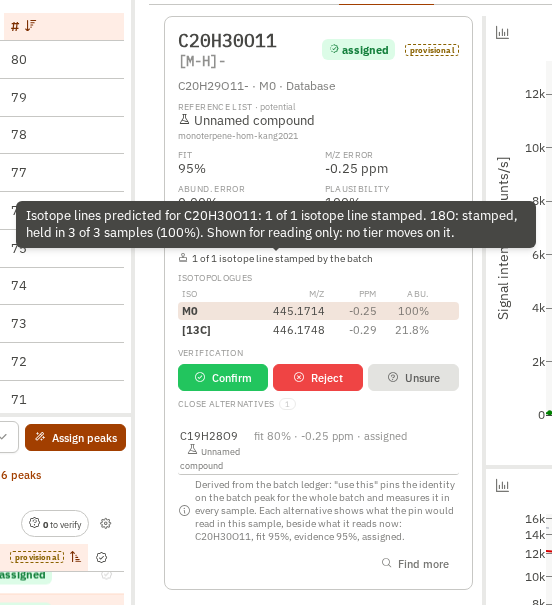 #
80
79
78
77
74
73
72
71
Assign peaks
6 peaks
0 to verify
provisional
assigned
C20H30O11
[M-H]-
assigned
provisional
C20H29O11- · M0 · Database
REFERENCE LIST · potential
Unnamed compound
monoterpene-hom-kang2021
FIT
M/Z ERROR
95%
-0.25 ppm
ABUND. ERROR
PLAUSIBILITY
Isotope lines predicted for C20H30O11: 1 of 1 isotope line stamped. 18O: stamped,
held in 3 of 3 samples (100%). Shown for reading only: no tier moves on it.
1 of 1 isotope line stamped by the batch
ISOTOPOLOGUES
ISO M/Z PPM ABU.
M0 445.1714 -0.25 100%
[13C] 446.1748 -0.29 21.8%
VERIFICATION
Confirm
Reject
Unsure
CLOSE ALTERNATIVES 1
C19H28O9 fit 80% · -0.25 ppm · assigned
Unnamed
compound
Derived from the batch ledger: "use this" pins the identity
on the batch peak for the whole batch and measures it in
every sample. Each alternative shows what the pin would
read in this sample, beside what it reads now:
C20H30O11, fit 95%, evidence 95%, assigned.
Find more
12k
10k
8k
6k
4k
2k
0
16k
14k
12k
10k
8k